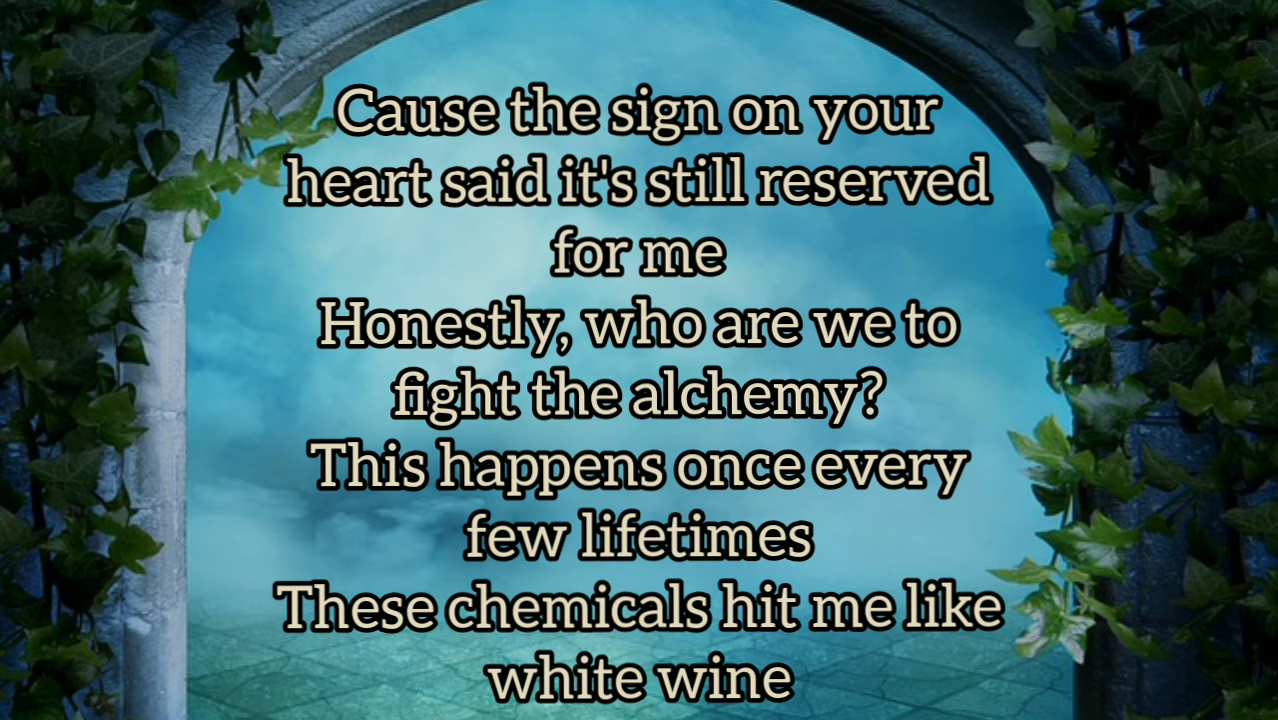 Cause the sign on your
heart said it's still reserved
for me
Honestly, who are we to
fight the alchemy?
This happens once every
few lifetimes
These chemicals hit me like
white wine